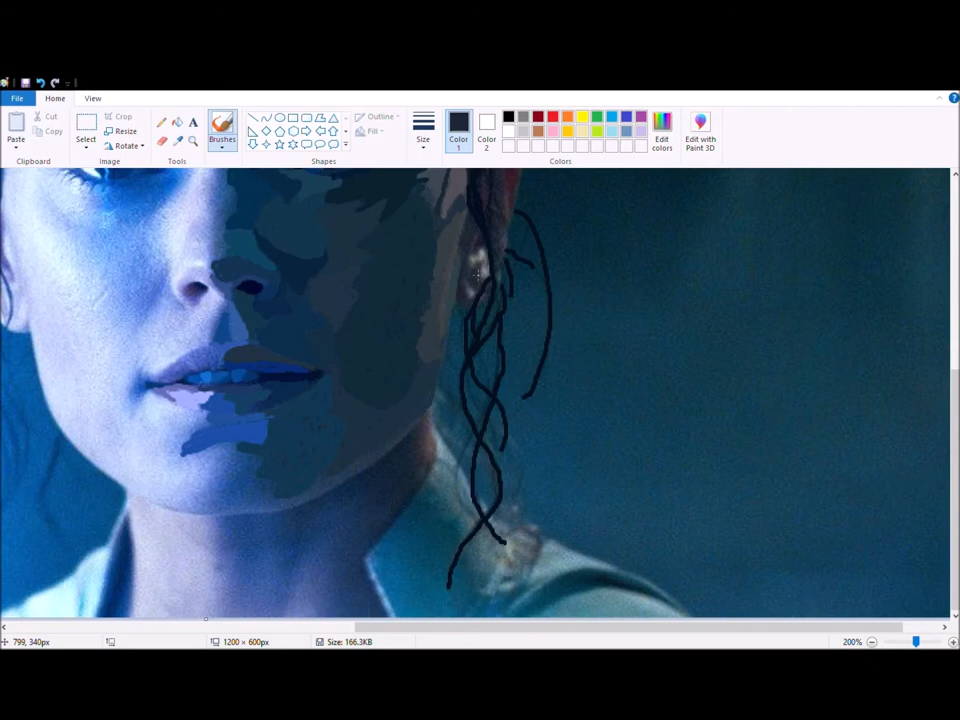 File Home View
Cut
Copy
Paste
Crop
Resize
Rotate
Select
A
Brushes
Outline
Fill
Size
Color 1
Color 2
Edit colors
Edit with Paint 3D
?
Clipboard Image Tools Shapes Colors
799, 340px 1200 × 600px Size: 166.3KB 200%